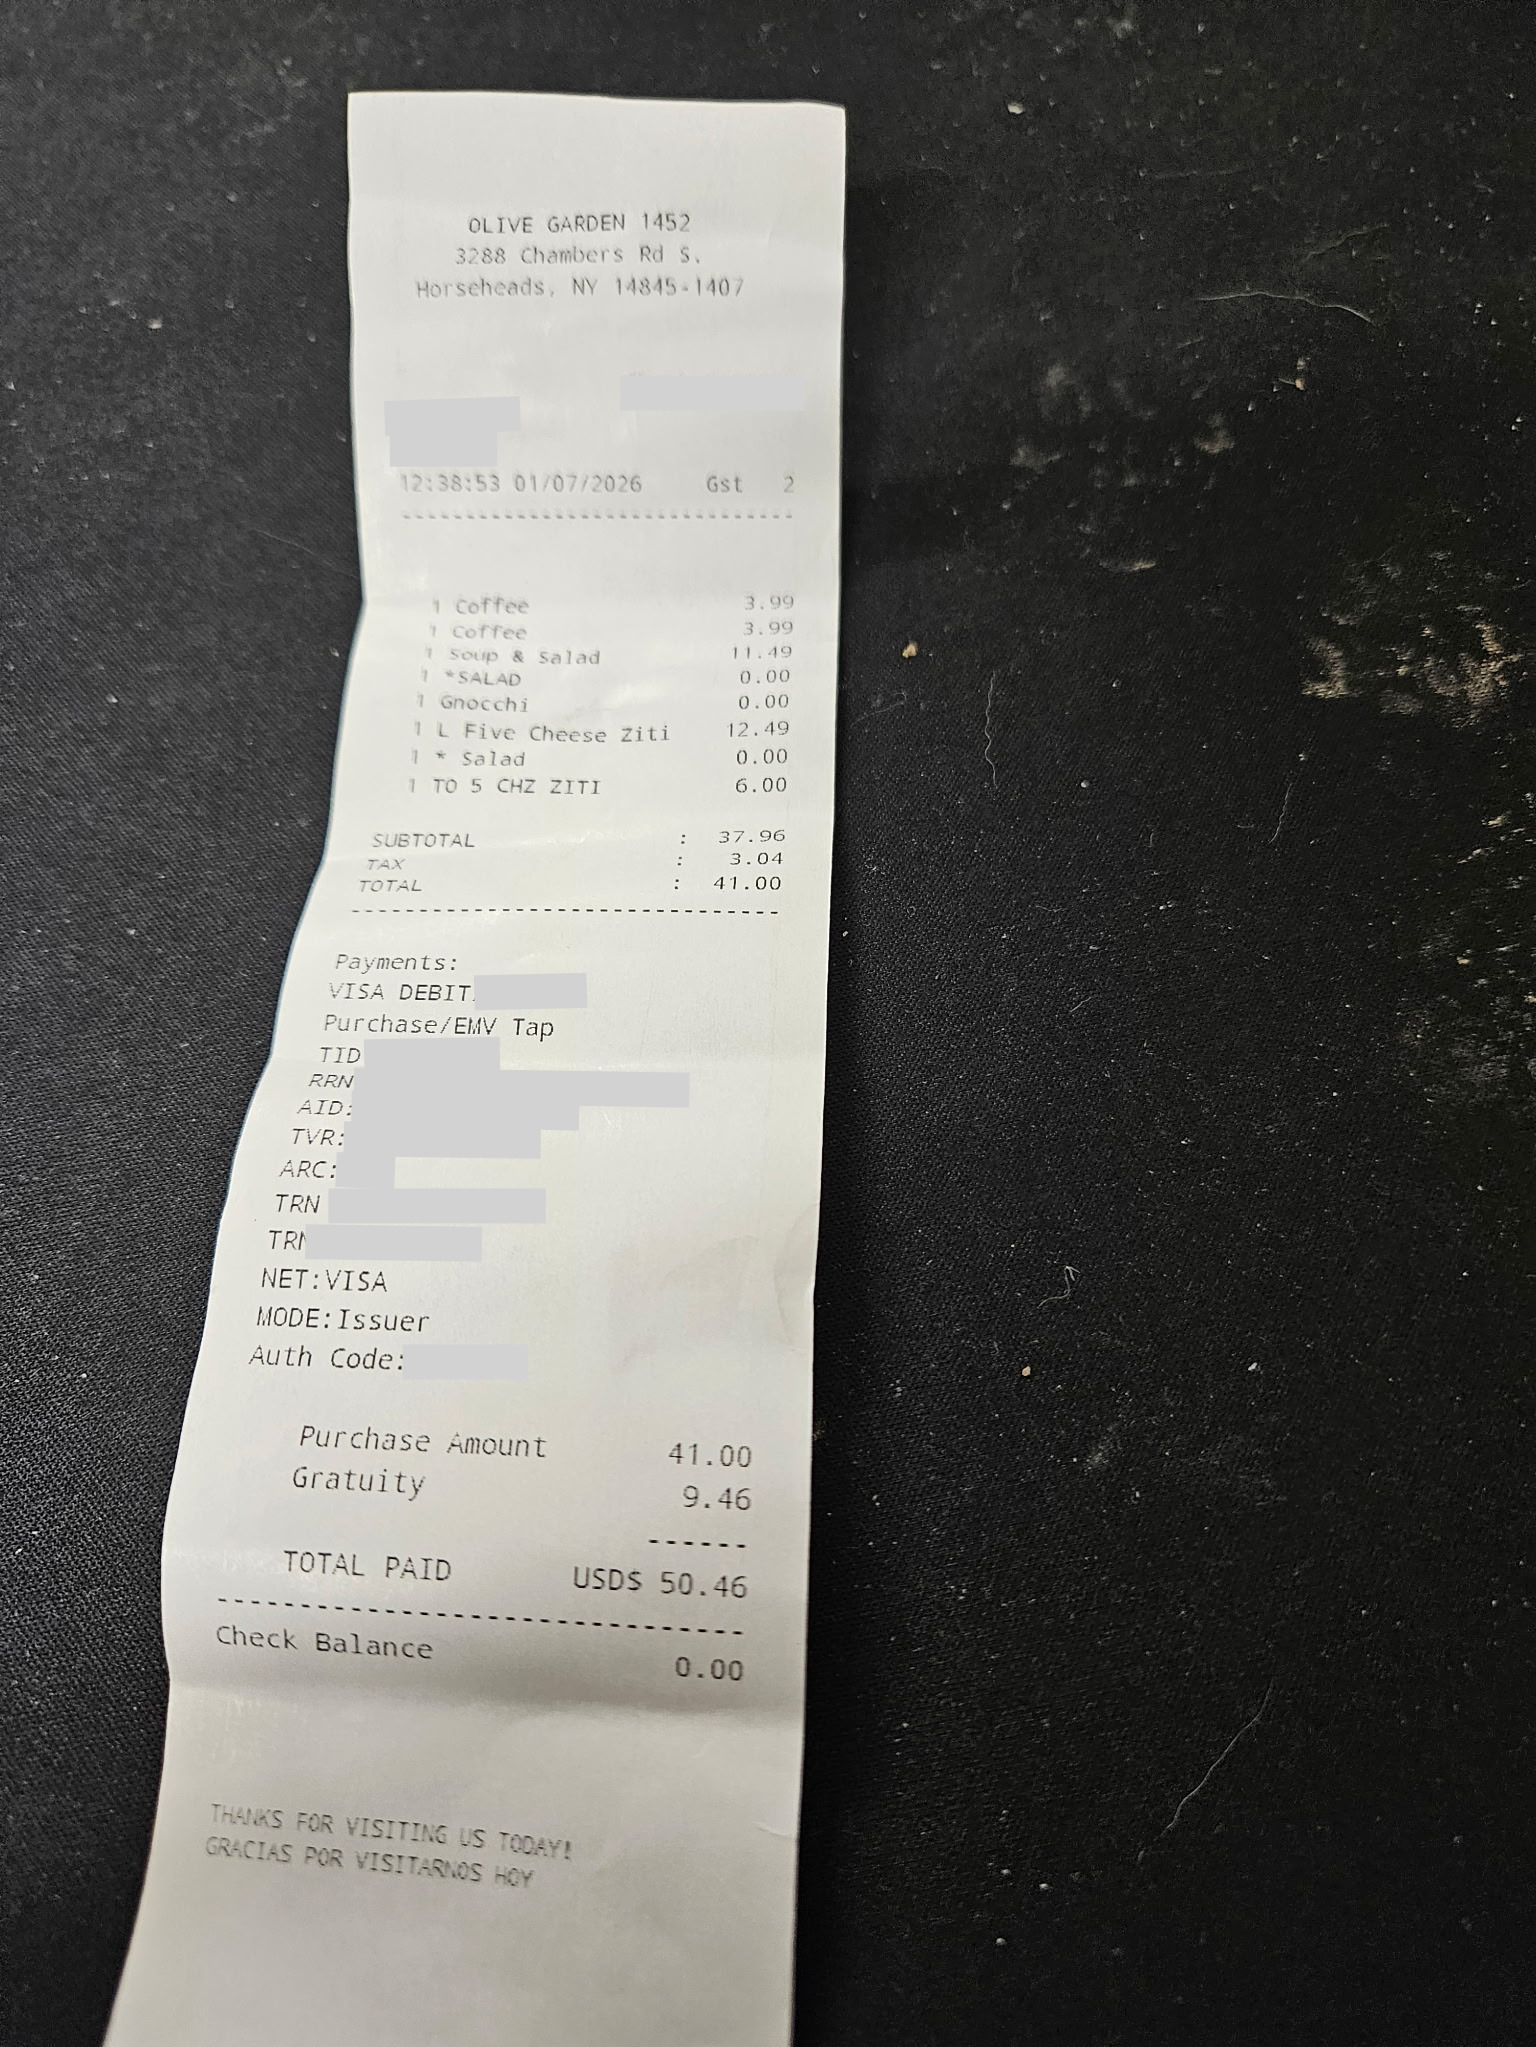 OLIVE GARDEN 1452
3288 Chambers Rd S.
Horseheads, NY 14845-1407
12:38:53 01/07/2026 Gst 2
--------------------------------
1 Coffee 3.99
1 Coffee 3.99
1 Soup & Salad 11.49
1 *SALAD 0.00
1 Gnocchi 0.00
1 L Five Cheese Ziti 12.49
1 * Salad 0.00
1 TO 5 CHZ ZITI 6.00
SUBTOTAL : 37.96
TAX : 3.04
TOTAL : 41.00
--------------------------------
Payments:
VISA DEBIT
Purchase/EMV Tap
TID
RRN
AID:
TVR:
ARC:
TRN
TRN
NET:VISA
MODE:Issuer
Auth Code:
Purchase Amount 41.00
Gratuity 9.46
------
TOTAL PAID USD$ 50.46
--------------------------------
Check Balance 0.00
THANKS FOR VISITING US TODAY!
GRACIAS POR VISITARNOS HOY